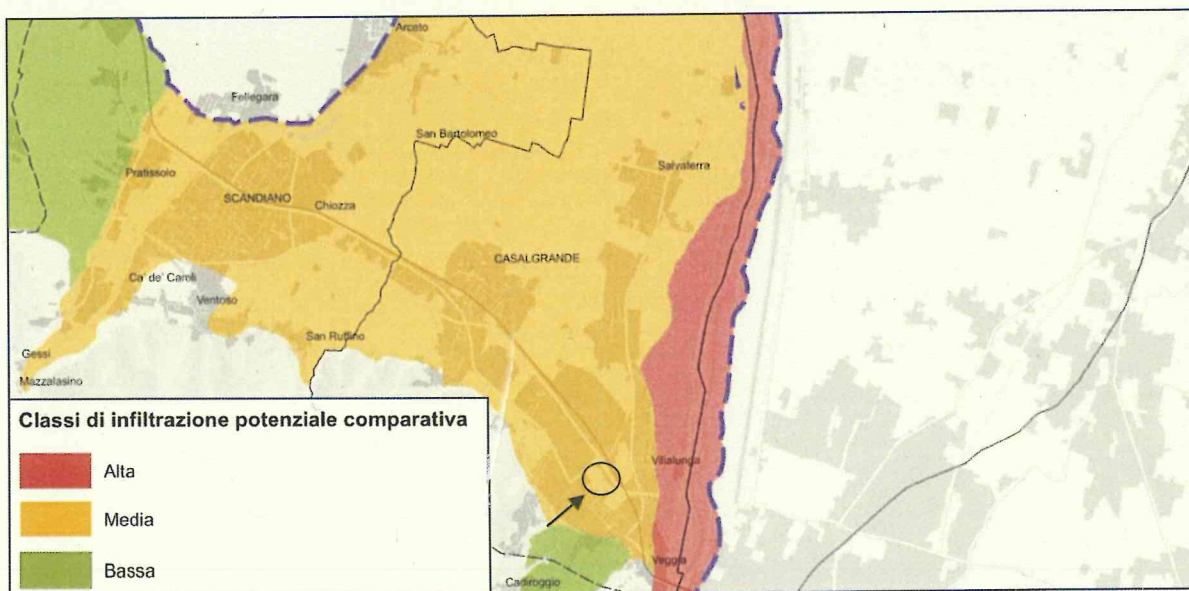 Arceto
Fellegara
San Bartolomeo
Salvaterra
Pratissolo
SCANDIANO
Chiozza
CASALGRANDE
Ca' de' Caroli
Ventoso
San Ruffino
Gessi
Mazzalasino
Classi di infiltrazione potenziale comparativa
Alta
Villalunga
Media
Veggia
Bassa
Cadiroggio